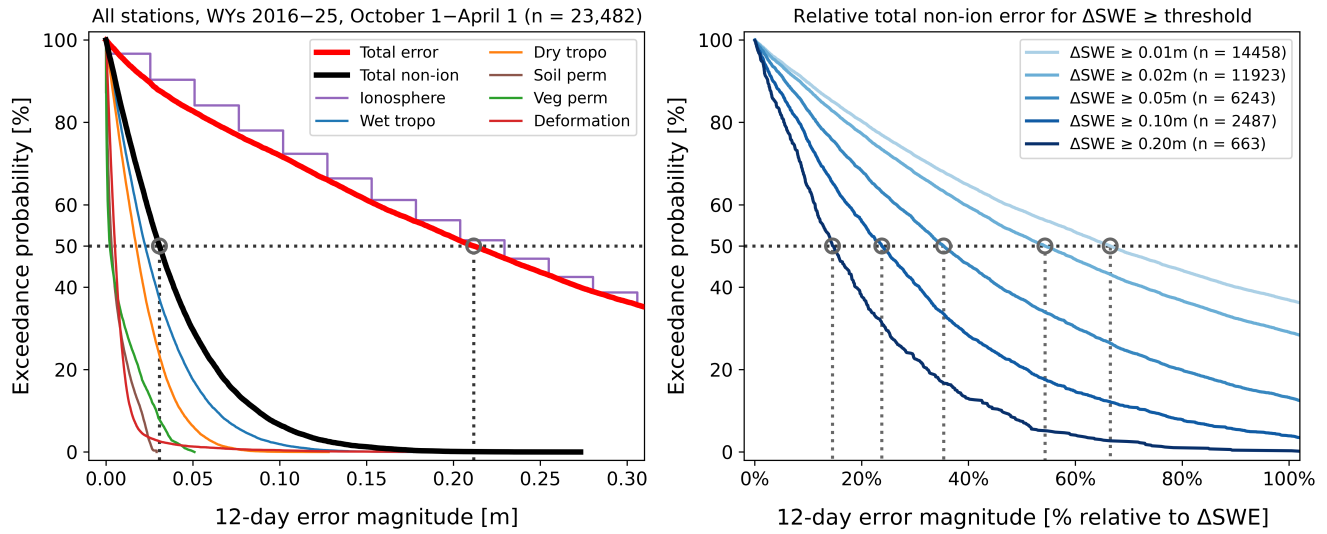 All stations, WYs 2016−25, October 1−April 1 (n = 23,482)
Exceedance probability [%]
100
80
60
50
40
20
0
Total error
Total non-ion
Ionosphere
Wet tropo
Dry tropo
Soil perm
Veg perm
Deformation
0.00 0.05 0.10 0.15 0.20 0.25 0.30
12-day error magnitude [m]
Relative total non-ion error for ΔSWE ≥ threshold
Exceedance probability [%]
100
80
60
50
40
20
0
ΔSWE ≥ 0.01m (n = 14458)
ΔSWE ≥ 0.02m (n = 11923)
ΔSWE ≥ 0.05m (n = 6243)
ΔSWE ≥ 0.10m (n = 2487)
ΔSWE ≥ 0.20m (n = 663)
0% 20% 40% 60% 80% 100%
12-day error magnitude [% relative to ΔSWE]